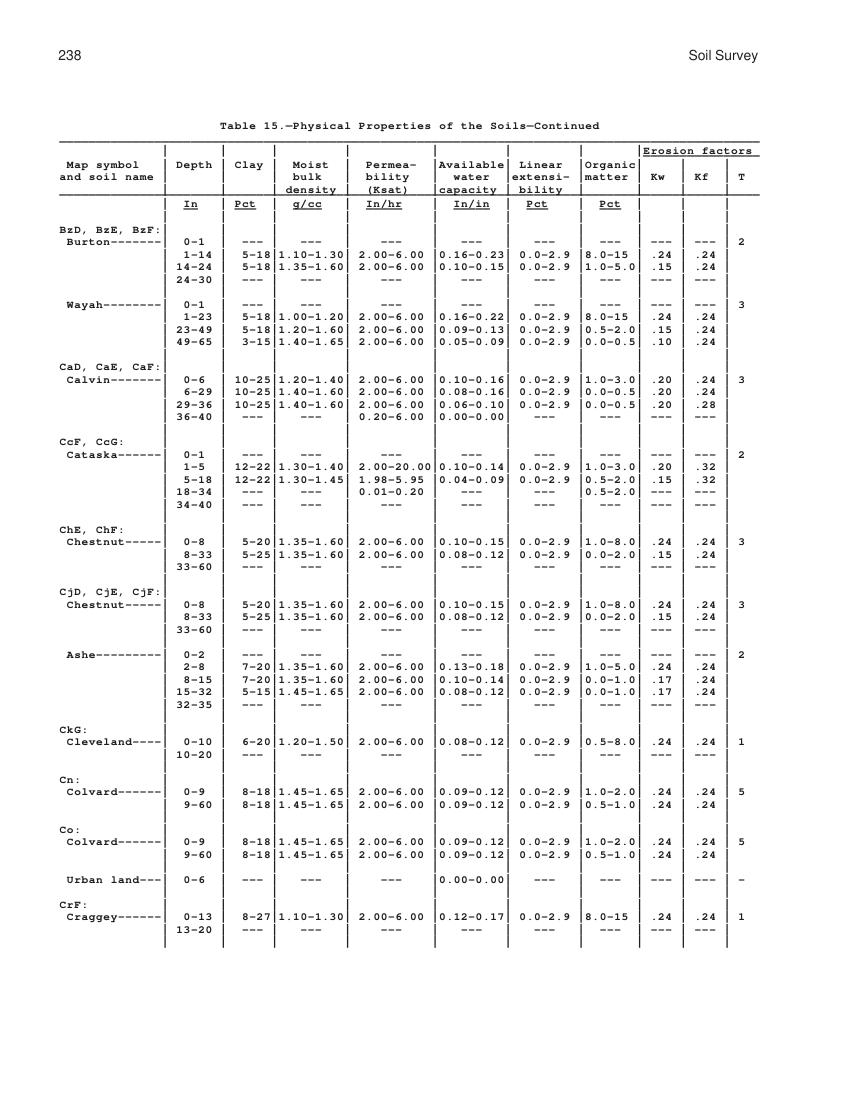 238 Soil Survey
Table 15.—Physical Properties of the Soils—Continued
Erosion factors
Map symbol Depth Clay Moist Permea- Available Linear Organic
and soil name bulk bility water extensi- matter Kw Kf T
density (Ksat) capacity bility
In Pct g/cc In/hr In/in Pct Pct
BzD, BzE, BzF:
Burton------- 0-1 --- --- --- --- --- --- --- --- 2
1-14 5-18 1.10-1.30 2.00-6.00 0.16-0.23 0.0-2.9 8.0-15 .24 .24
14-24 5-18 1.35-1.60 2.00-6.00 0.10-0.15 0.0-2.9 1.0-5.0 .15 .24
24-30 --- --- --- --- --- --- --- ---
Wayah-------- 0-1 --- --- --- --- --- --- --- --- 3
1-23 5-18 1.00-1.20 2.00-6.00 0.16-0.22 0.0-2.9 8.0-15 .24 .24
23-49 5-18 1.20-1.60 2.00-6.00 0.09-0.13 0.0-2.9 0.5-2.0 .15 .24
49-65 3-15 1.40-1.65 2.00-6.00 0.05-0.09 0.0-2.9 0.0-0.5 .10 .24
CaD, CaE, CaF:
Calvin------- 0-6 10-25 1.20-1.40 2.00-6.00 0.10-0.16 0.0-2.9 1.0-3.0 .20 .24 3
6-29 10-25 1.40-1.60 2.00-6.00 0.08-0.16 0.0-2.9 0.0-0.5 .20 .24
29-36 10-25 1.40-1.60 2.00-6.00 0.06-0.10 0.0-2.9 0.0-0.5 .20 .28
36-40 --- --- 0.20-6.00 0.00-0.00 --- --- --- ---
CcF, CcG:
Cataska------ 0-1 --- --- --- --- --- --- --- --- 2
1-5 12-22 1.30-1.40 2.00-20.00 0.10-0.14 0.0-2.9 1.0-3.0 .20 .32
5-18 12-22 1.30-1.45 1.98-5.95 0.04-0.09 0.0-2.9 0.5-2.0 .15 .32
18-34 --- --- 0.01-0.20 --- --- 0.5-2.0 --- ---
34-40 --- --- --- --- --- --- --- ---
ChE, ChF:
Chestnut----- 0-8 5-20 1.35-1.60 2.00-6.00 0.10-0.15 0.0-2.9 1.0-8.0 .24 .24 3
8-33 5-25 1.35-1.60 2.00-6.00 0.08-0.12 0.0-2.9 0.0-2.0 .15 .24
33-60 --- --- --- --- --- --- --- ---
CjD, CjE, CjF:
Chestnut----- 0-8 5-20 1.35-1.60 2.00-6.00 0.10-0.15 0.0-2.9 1.0-8.0 .24 .24 3
8-33 5-25 1.35-1.60 2.00-6.00 0.08-0.12 0.0-2.9 0.0-2.0 .15 .24
33-60 --- --- --- --- --- --- --- ---
Ashe--------- 0-2 --- --- --- --- --- --- --- --- 2
2-8 7-20 1.35-1.60 2.00-6.00 0.13-0.18 0.0-2.9 1.0-5.0 .24 .24
8-15 7-20 1.35-1.60 2.00-6.00 0.10-0.14 0.0-2.9 0.0-1.0 .17 .24
15-32 5-15 1.45-1.65 2.00-6.00 0.08-0.12 0.0-2.9 0.0-1.0 .17 .24
32-35 --- --- --- --- --- --- --- ---
CkG:
Cleveland---- 0-10 6-20 1.20-1.50 2.00-6.00 0.08-0.12 0.0-2.9 0.5-8.0 .24 .24 1
10-20 --- --- --- --- --- --- --- ---
Cn:
Colvard------ 0-9 8-18 1.45-1.65 2.00-6.00 0.09-0.12 0.0-2.9 1.0-2.0 .24 .24 5
9-60 8-18 1.45-1.65 2.00-6.00 0.09-0.12 0.0-2.9 0.5-1.0 .24 .24
Co:
Colvard------ 0-9 8-18 1.45-1.65 2.00-6.00 0.09-0.12 0.0-2.9 1.0-2.0 .24 .24 5
9-60 8-18 1.45-1.65 2.00-6.00 0.09-0.12 0.0-2.9 0.5-1.0 .24 .24
Urban land--- 0-6 --- --- --- 0.00-0.00 --- --- --- --- -
CrF:
Craggey------ 0-13 8-27 1.10-1.30 2.00-6.00 0.12-0.17 0.0-2.9 8.0-15 .24 .24 1
13-20 --- --- --- --- --- --- --- ---